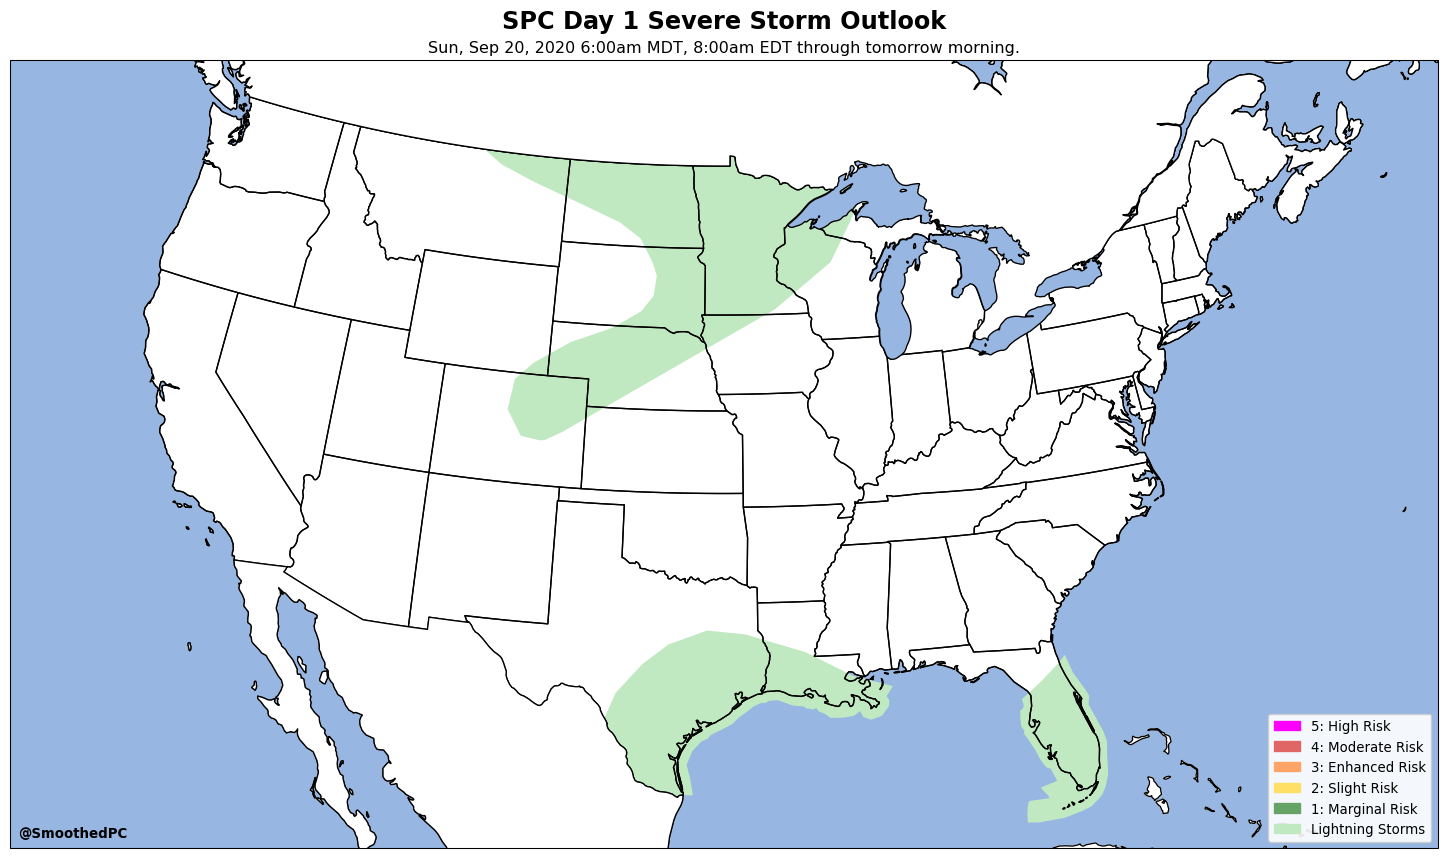 SPC Day 1 Severe Storm Outlook
Sun, Sep 20, 2020 6:00am MDT, 8:00am EDT through tomorrow morning.
5: High Risk
4: Moderate Risk
3: Enhanced Risk
2: Slight Risk
1: Marginal Risk
Lightning Storms
@SmoothedPC